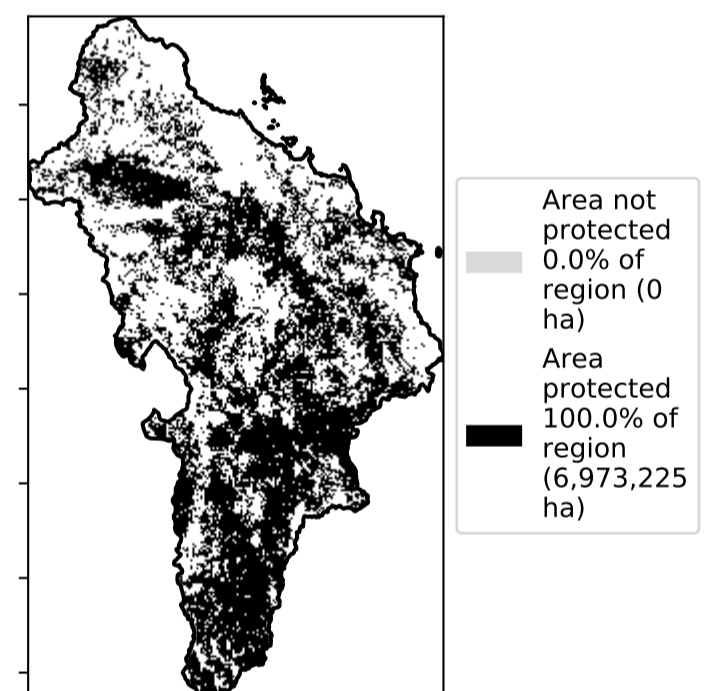 Area not
protected
0.0% of
region (0
ha)
Area
protected
100.0% of
region
(6,973,225
ha)